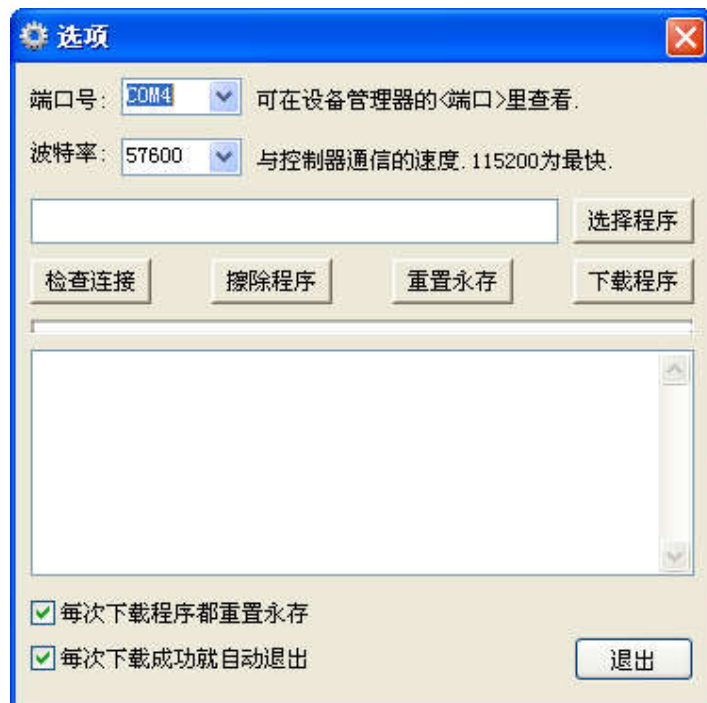 选项
端口号: COM4 可在设备管理器的<端口>里查看.
波特率: 57600 与控制器通信的速度. 115200为最快.
选择程序
检查连接 擦除程序 重置永存 下载程序
每次下载程序都重置永存
每次下载成功就自动退出 退出